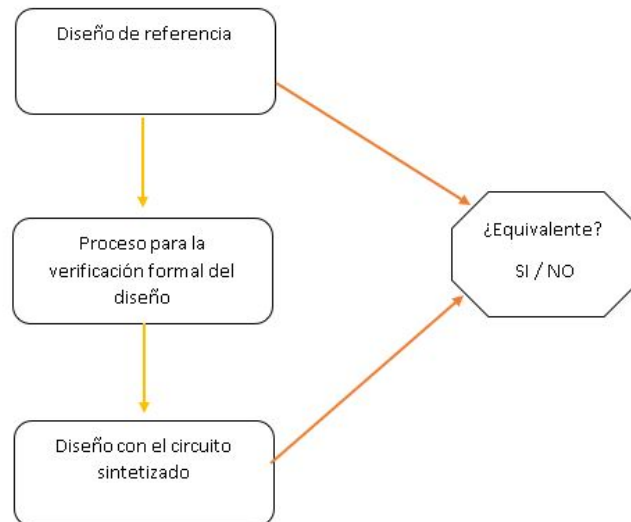 Diseño de referencia
¿Equivalente?
SI / NO
Proceso para la
verificación formal del
diseño
Diseño con el circuito
sintetizado